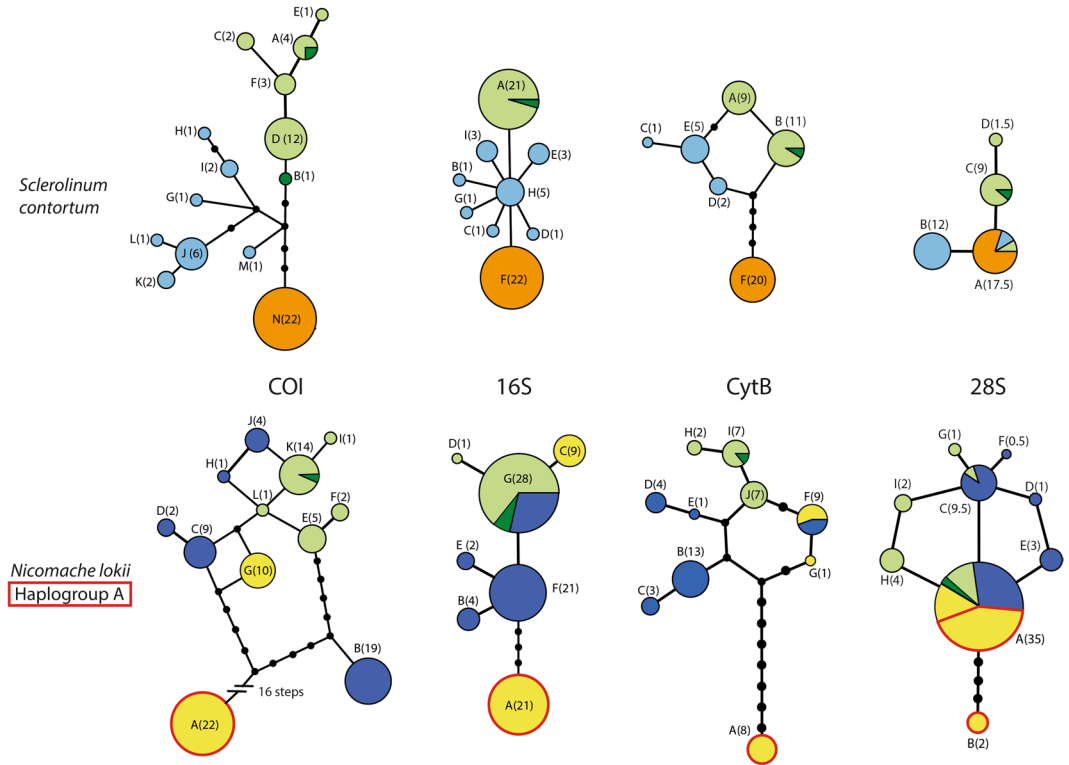 E(1)
A(4)
C(2)
F(3)
D (12)
H(1)
I(2)
B(1)
G(1)
L(1)
J (6)
M(1)
K(2)
N(22)
A(21)
I(3)
E(3)
B(1)
H(5)
G(1)
C(1)
D(1)
F(22)
A(9)
B (11)
C(1)
E(5)
D(2)
F(20)
D(1.5)
C(9)
B(12)
A(17.5)
Sclerolinum
contortum
COI
16S
CytB
28S
Nicomache lokii
Haplogroup A
J(4)
K(14)
I(1)
H(1)
L(1)
D(2)
C(9)
F(2)
E(5)
G(10)
B(19)
16 steps
A(22)
D(1)
C(9)
G(28)
E (2)
F(21)
B(4)
A(21)
H(2)
I(7)
D(4)
E(1)
J(7)
F(9)
B(13)
G(1)
C(3)
A(8)
G(1)
F(0.5)
I(2)
C(9.5)
D(1)
E(3)
H(4)
A(35)
B(2)